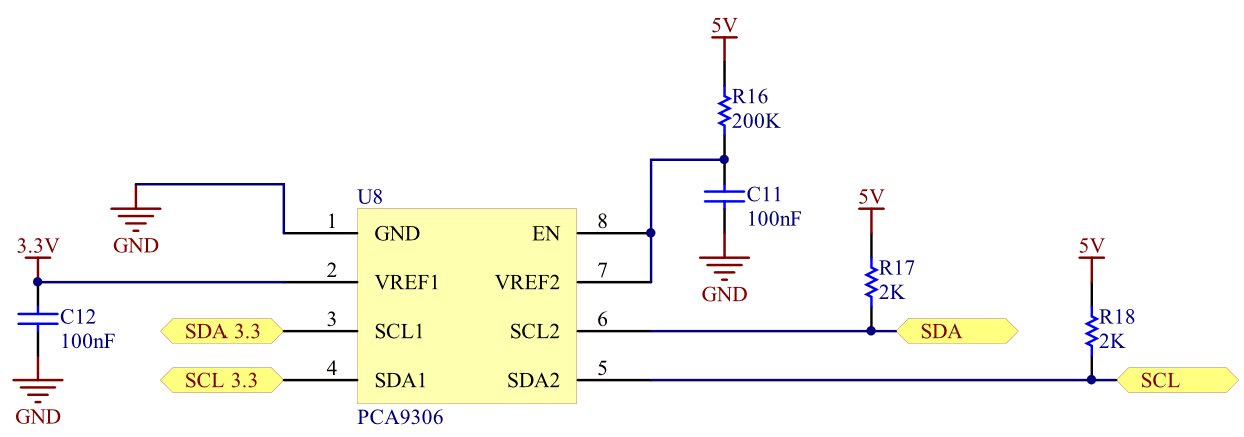 5V
R16
200K
C11
100nF
GND
5V
R17
2K
5V
R18
2K
GND
3.3V
C12
100nF
GND
U8
1
GND
2
VREF1
3
SCL1
4
SDA1
EN
8
VREF2
7
SCL2
6
SDA2
5
PCA9306
SDA 3.3
SCL 3.3
SDA
SCL